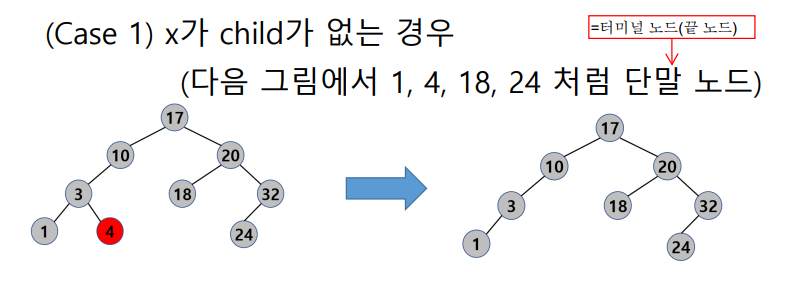 (Case 1) x가 child가 없는 경우
=터미널 노드(끝 노드)
(다음 그림에서 1, 4, 18, 24 처럼 단말 노드)
17
10 20
3 18 32
1 4 24
17
10 20
3 18 32
1 24